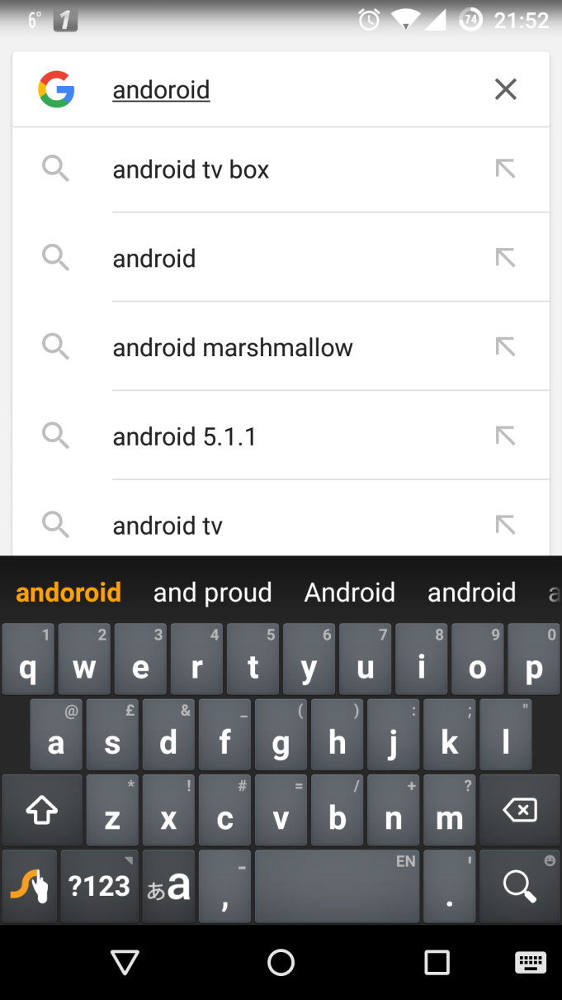 6° 1 74 21:52
andoroid
android tv box
android
android marshmallow
android 5.1.1
android tv
andoroid and proud Android android a
1 2 3 4 5 6 7 8 9 0
q w e r t y u i o p
@ £ & _ ( ) : ; "
a s d f g h j k l
* ! # = / + ?
z x c v b n m
- EN '
?123 あa , .